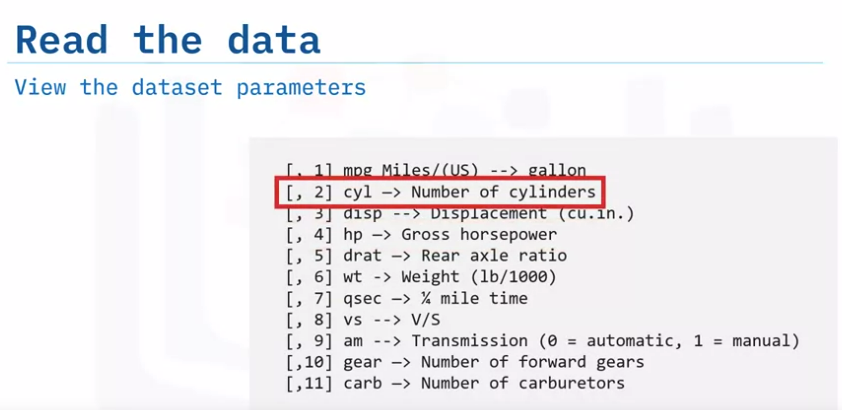 Read the data
View the dataset parameters
[, 1] mpg Miles/(US) --> gallon
[, 2] cyl —> Number of cylinders
[, 3] disp --> Displacement (cu.in.)
[, 4] hp —> Gross horsepower
[, 5] drat —> Rear axle ratio
[, 6] wt -> Weight (lb/1000)
[, 7] qsec —> ¼ mile time
[, 8] vs --> V/S
[, 9] am --> Transmission (0 = automatic, 1 = manual)
[,10] gear —> Number of forward gears
[,11] carb —> Number of carburetors